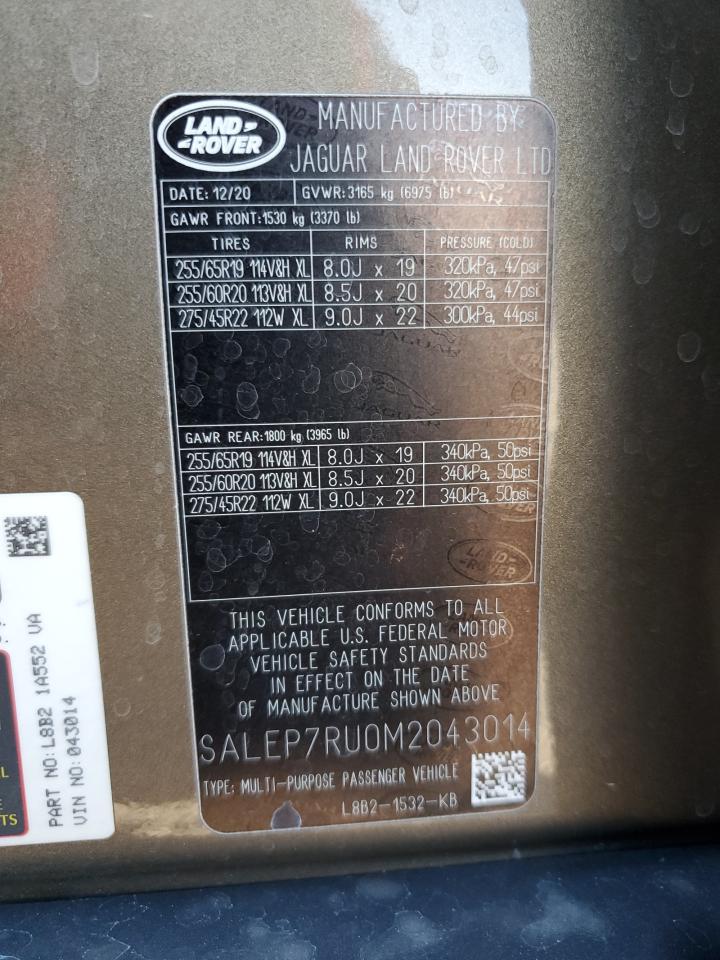 LAND-
-ROVER
MANUFACTURED BY
JAGUAR LAND ROVER LTD
DATE: 12/20 GVWR:3165 kg (6975 lb)
GAWR FRONT:1530 kg (3370 lb)
TIRES RIMS PRESSURE (COLD)
255/65R19 114V&H XL 8.0J x 19 320kPa, 47psi
255/60R20 113V&H XL 8.5J x 20 320kPa, 47psi
275/45R22 112W XL 9.0J x 22 300kPa, 44psi
JAGUAR
JAGUAR
GAWR REAR:1800 kg (3965 lb)
255/65R19 114V&H XL 8.0J x 19 340kPa, 50psi
255/60R20 113V&H XL 8.5J x 20 340kPa, 50psi
275/45R22 112W XL 9.0J x 22 340kPa, 50psi
LAND-
-ROVER
THIS VEHICLE CONFORMS TO ALL
APPLICABLE U.S. FEDERAL MOTOR
VEHICLE SAFETY STANDARDS
IN EFFECT ON THE DATE
OF MANUFACTURE SHOWN ABOVE
SALEP7RU0M2043014
TYPE: MULTI-PURPOSE PASSENGER VEHICLE
L8B2-1532-KB
PART NO:L8B2 1A552 VA
VIN NO:043014